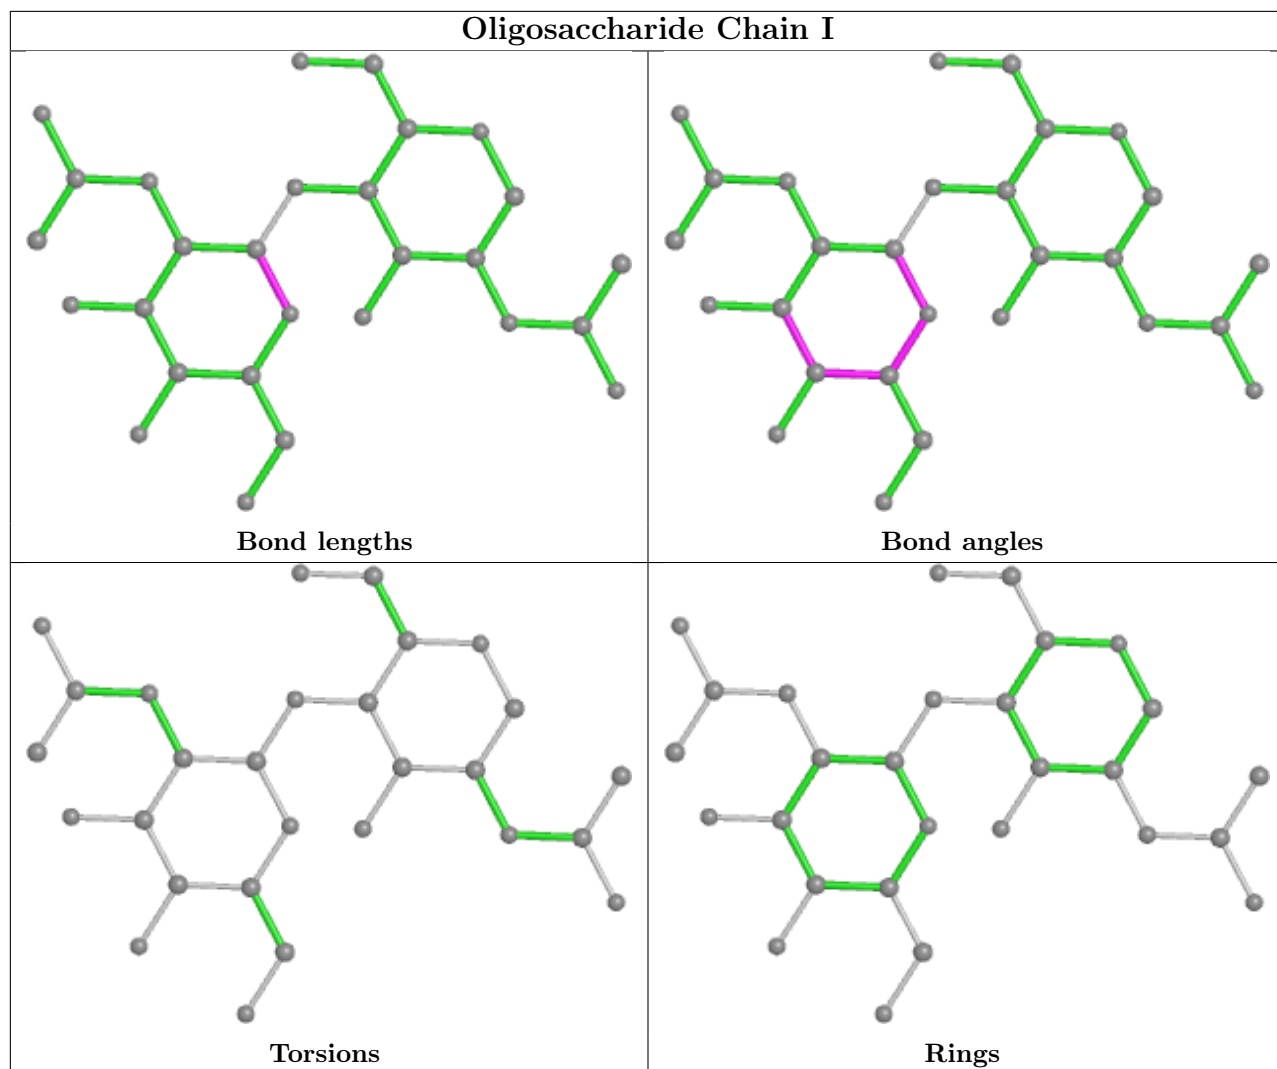 Oligosaccharide Chain I
Bond lengths
Bond angles
Torsions
Rings